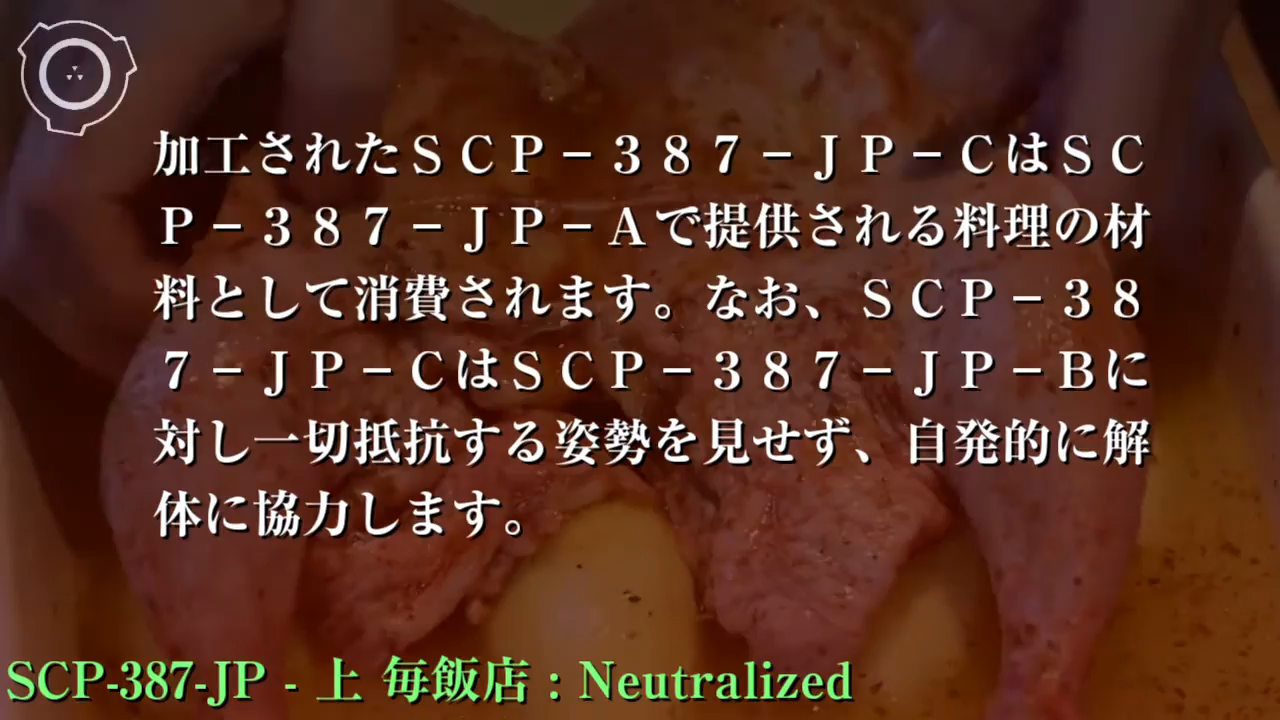 加工されたＳＣＰ－３８７－ＪＰ－ＣはＳＣ
Ｐ－３８７－ＪＰ－Ａで提供される料理の材
料として消費されます。なお、ＳＣＰ－３８
７－ＪＰ－ＣはＳＣＰ－３８７－ＪＰ－Ｂに
対し一切抵抗する姿勢を見せず、自発的に解
体に協力します。
SCP-387-JP - 上 毎飯店 : Neutralized